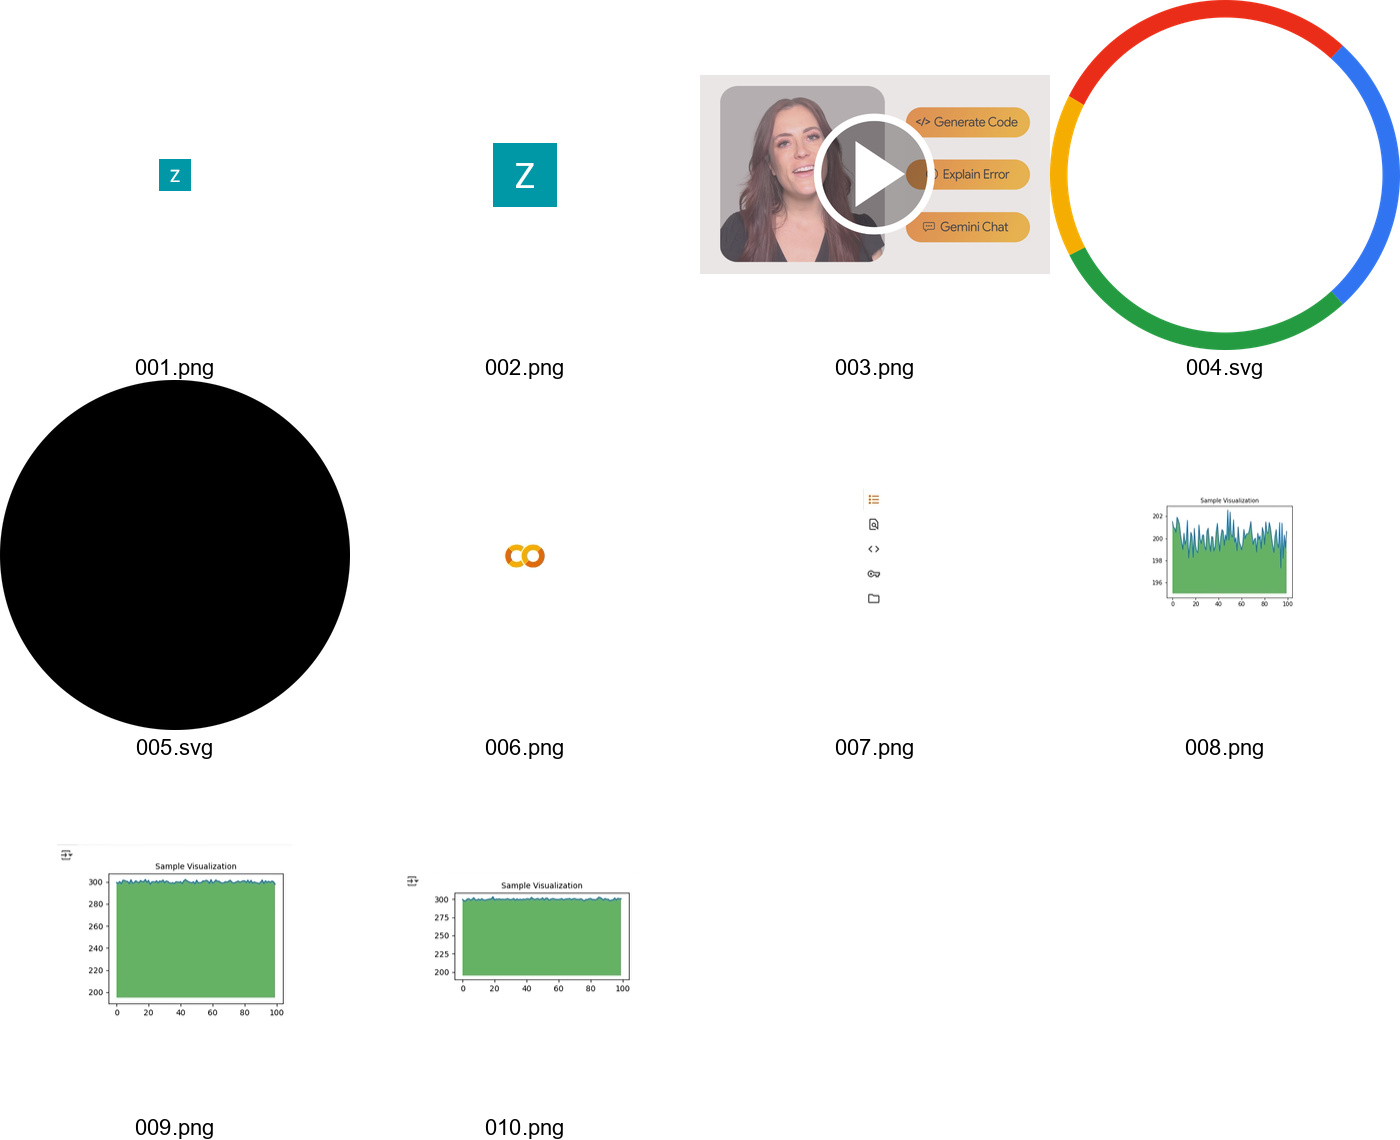 Z
Z
</> Generate Code
Explain Error
Gemini Chat
001.png
002.png
003.png
004.svg
Sample Visualization
202
200
198
196
0 20 40 60 80 100
005.svg
006.png
007.png
008.png
Sample Visualization
300
280
260
240
220
200
0 20 40 60 80 100
Sample Visualization
300
275
250
225
200
0 20 40 60 80 100
009.png
010.png